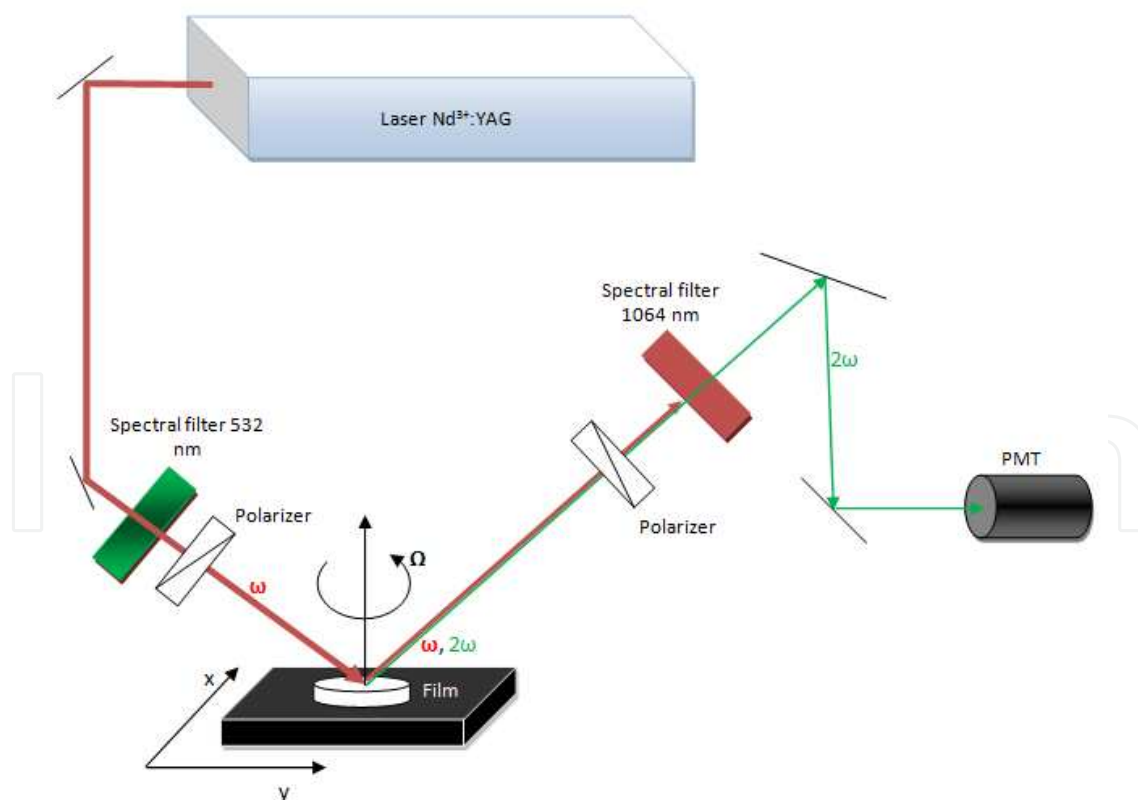 Laser Nd³⁺:YAG
Spectral filter
1064 nm
2ω
Spectral filter 532
nm
PMT
Polarizer
Polarizer
Ω
ω
ω, 2ω
x
Film
y